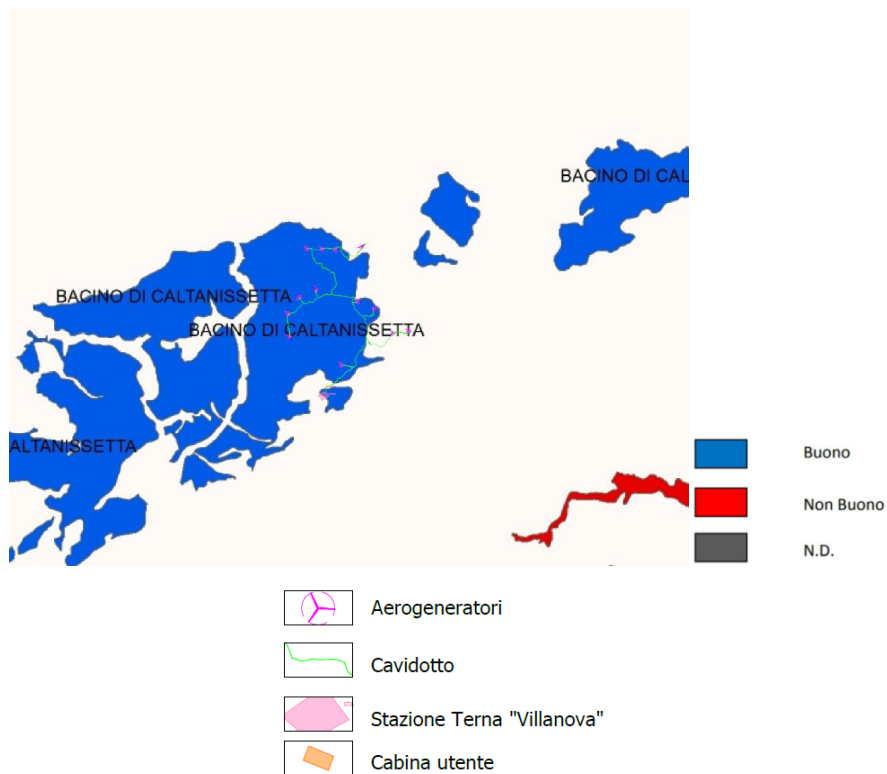 BACINO DI CAL
BACINO DI CALTANISSETTA
BACINO DI CALTANISSETTA
ALTANISSETTA
Buono
Non Buono
N.D.
Aerogeneratori
Cavidotto
STA
Stazione Terna "Villanova"
Cabina utente